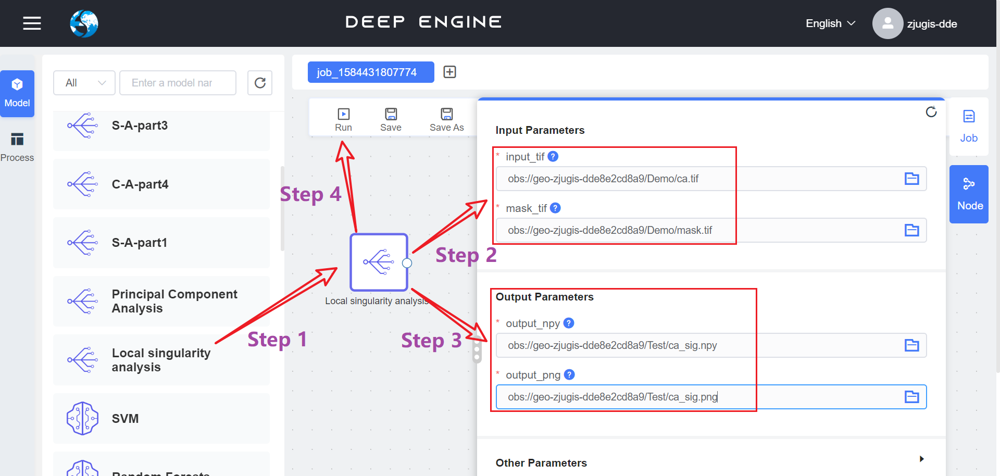 DEEP ENGINE
English
zjugis-dde
Model
Process
All
Enter a model nar
S-A-part3
C-A-part4
S-A-part1
Principal Component
Analysis
Local singularity
analysis
SVM
Random Forests
job_1584431807774
Run
Save
Save As
Step 4
Step 2
Step 1
Step 3
Local singularity analysis
Input Parameters
* input_tif ?
obs://geo-zjugis-dde8e2cd8a9/Demo/ca.tif
* mask_tif ?
obs://geo-zjugis-dde8e2cd8a9/Demo/mask.tif
Output Parameters
* output_npy ?
obs://geo-zjugis-dde8e2cd8a9/Test/ca_sig.npy
* output_png ?
obs://geo-zjugis-dde8e2cd8a9/Test/ca_sig.png
Other Parameters
Job
Node